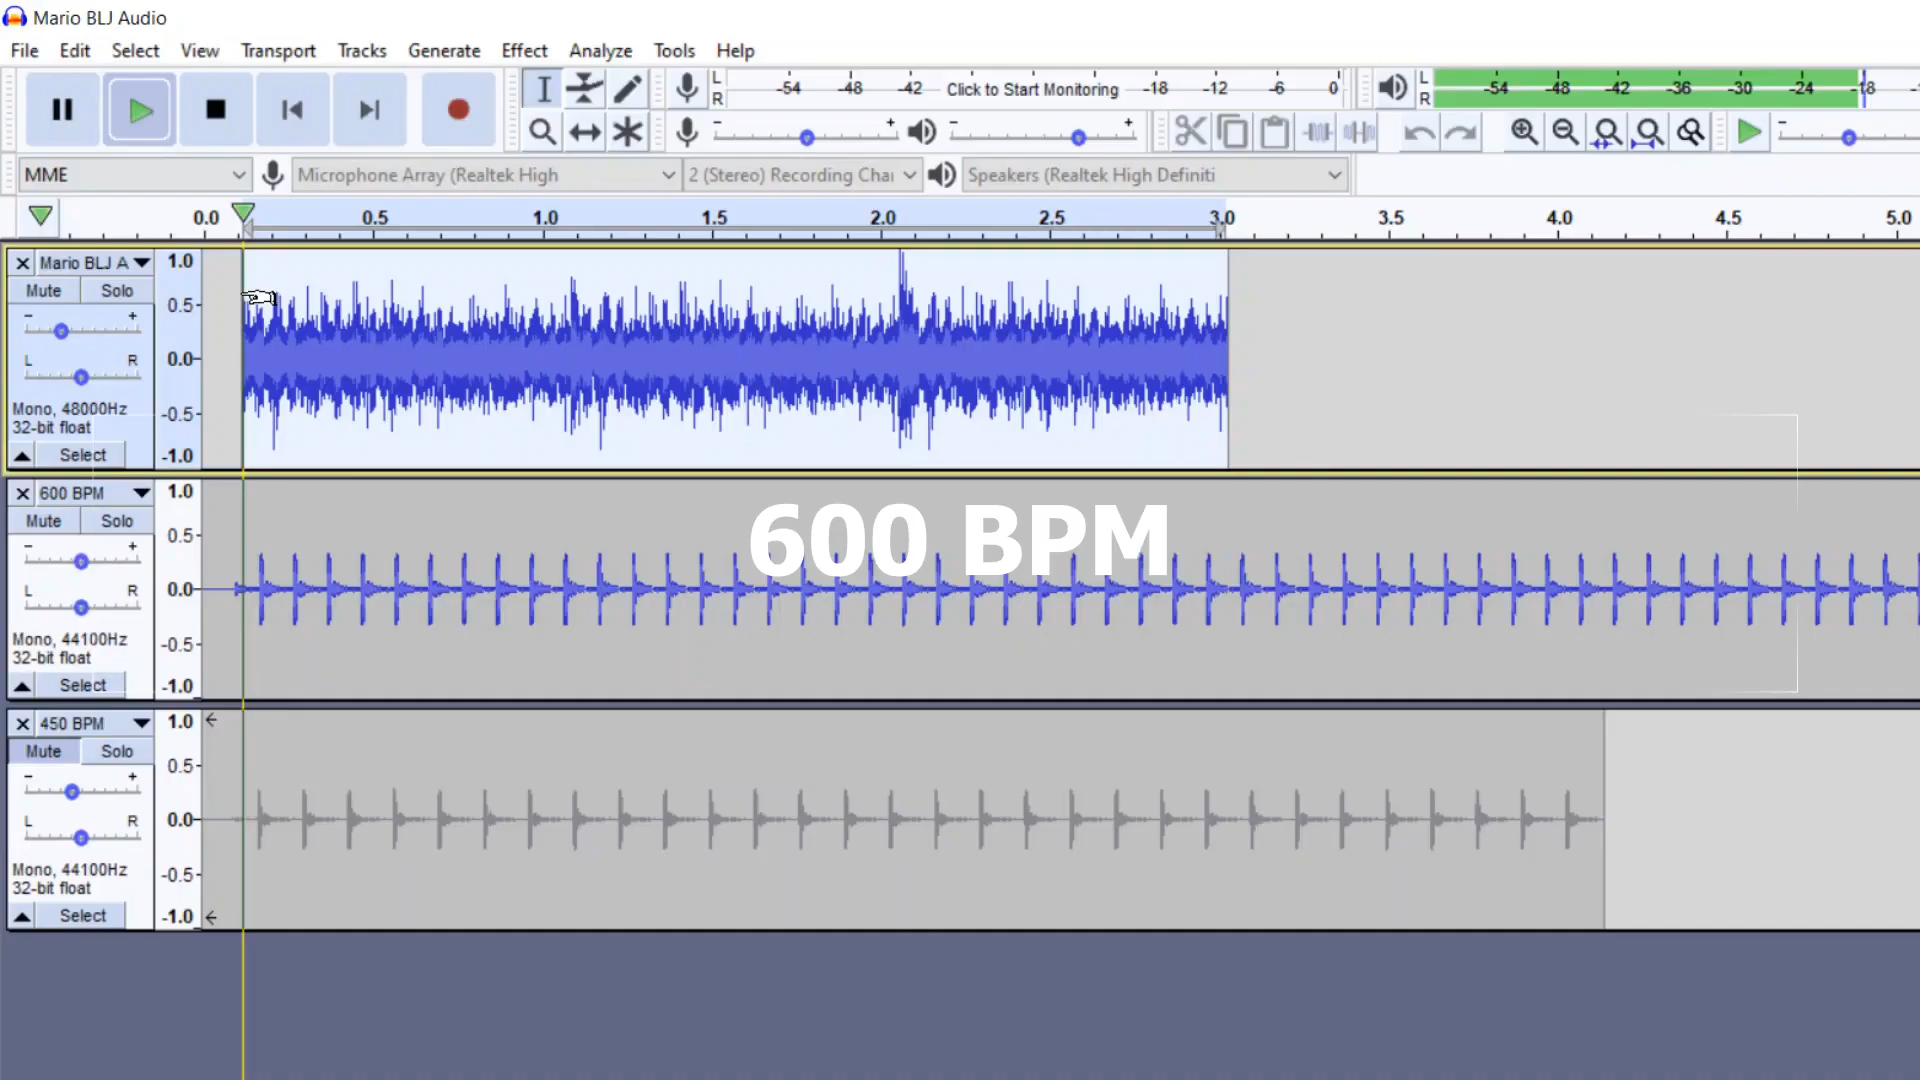 Mario BLJ Audio
File Edit Select View Transport Tracks Generate Effect Analyze Tools Help
L R -54 -48 -42 Click to Start Monitoring -18 -12 -6 0 L R -54 -48 -42 -36 -30 -24 -18
MME Microphone Array (Realtek High 2 (Stereo) Recording Chai Speakers (Realtek High Definiti
0.0 0.5 1.0 1.5 2.0 2.5 3.0 3.5 4.0 4.5 5.0
Mario BLJ A 1.0
Mute Solo
0.5
- +
L R
0.0
Mono, 48000Hz
-0.5
32-bit float
Select -1.0
600 BPM 1.0
Mute Solo
0.5
- +
600 BPM
L R
0.0
Mono, 44100Hz
-0.5
32-bit float
Select -1.0
450 BPM 1.0
Mute Solo
0.5
- +
L R
0.0
Mono, 44100Hz
-0.5
32-bit float
Select -1.0